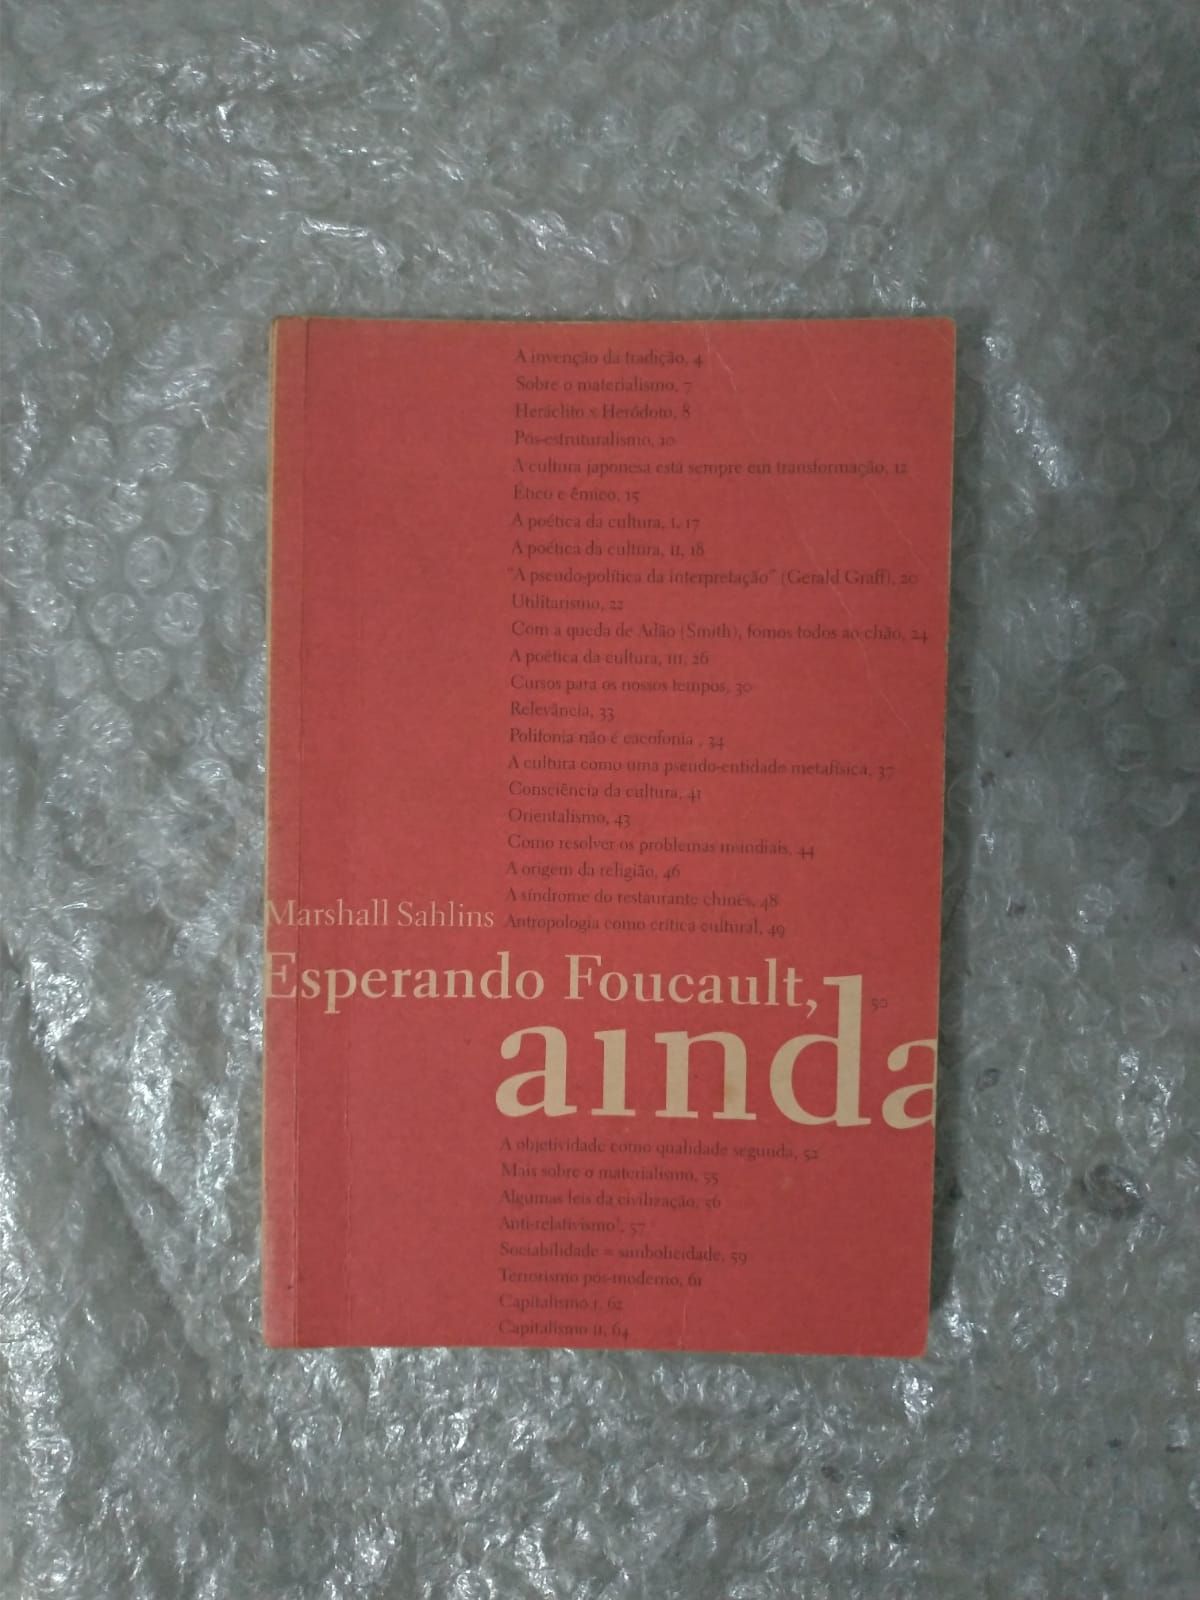 A invenção da tradição, 4
Sobre o materialismo, 7
Heráclito x Heródoto, 8
Pós-estruturalismo, 10
A cultura japonesa está sempre em transformação, 12
Ético e êmico, 15
A poética da cultura, I, 17
A poética da cultura, II, 18
“A pseudo-política da interpretação” (Gerald Graff), 20
Utilitarismo, 22
Com a queda de Adão (Smith), fomos todos ao chão, 24
A poética da cultura, III, 26
Cursos para os nossos tempos, 30
Relevância, 33
Polifonia não é cacofonia , 34
A cultura como uma pseudo-entidade metafísica, 37
Consciência da cultura, 41
Orientalismo, 43
Como resolver os problemas mundiais, 44
A origem da religião, 46
A síndrome do restaurante chinês, 48
Marshall Sahlins Antropologia como crítica cultural, 49
Esperando Foucault, 50
ainda
A objetividade como qualidade segunda, 52
Mais sobre o materialismo, 55
Algumas leis da civilização, 56
Anti-relativismo¹, 57
Sociabilidade = simbolicidade, 59
Terrorismo pós-moderno, 61
Capitalismo I, 62
Capitalismo II, 64